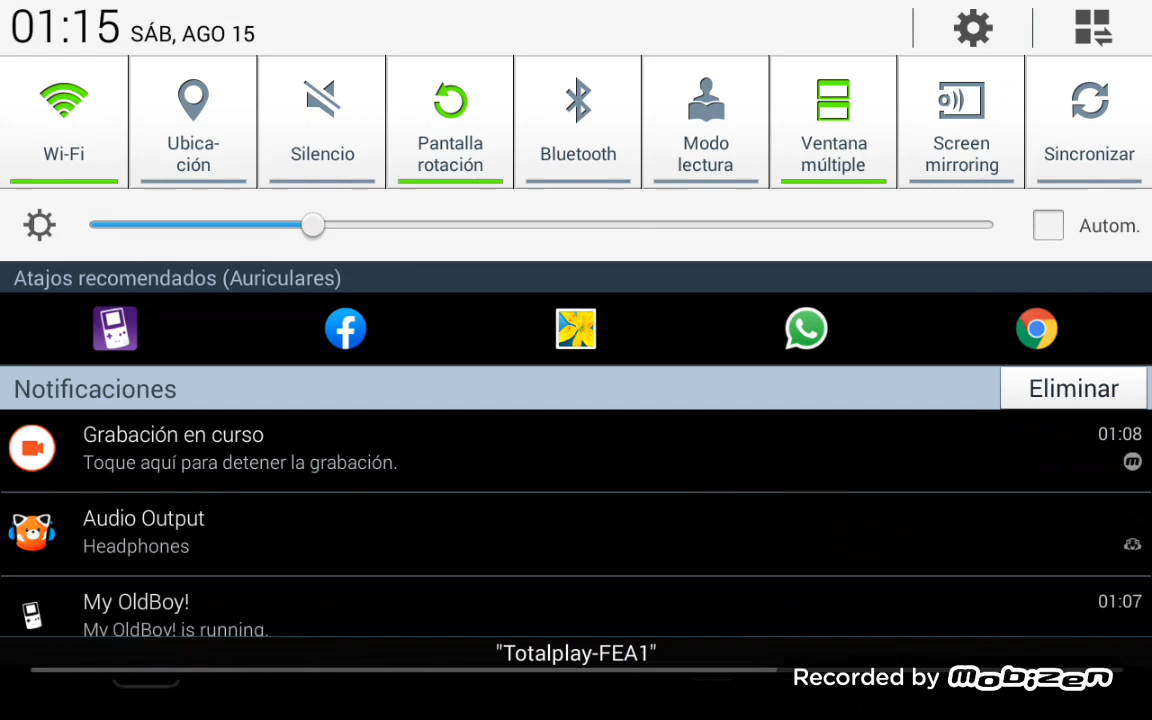 01:15 SÁB, AGO 15
Wi-Fi
Ubica-
ción
Silencio
Pantalla
rotación
Bluetooth
Modo
lectura
Ventana
múltiple
Screen
mirroring
Sincronizar
Autom.
Atajos recomendados (Auriculares)
Notificaciones
Eliminar
Grabación en curso
01:08
Toque aquí para detener la grabación.
Audio Output
Headphones
My OldBoy!
01:07
My OldBoy! is running.
"Totalplay-FEA1"
Recorded by mobizen